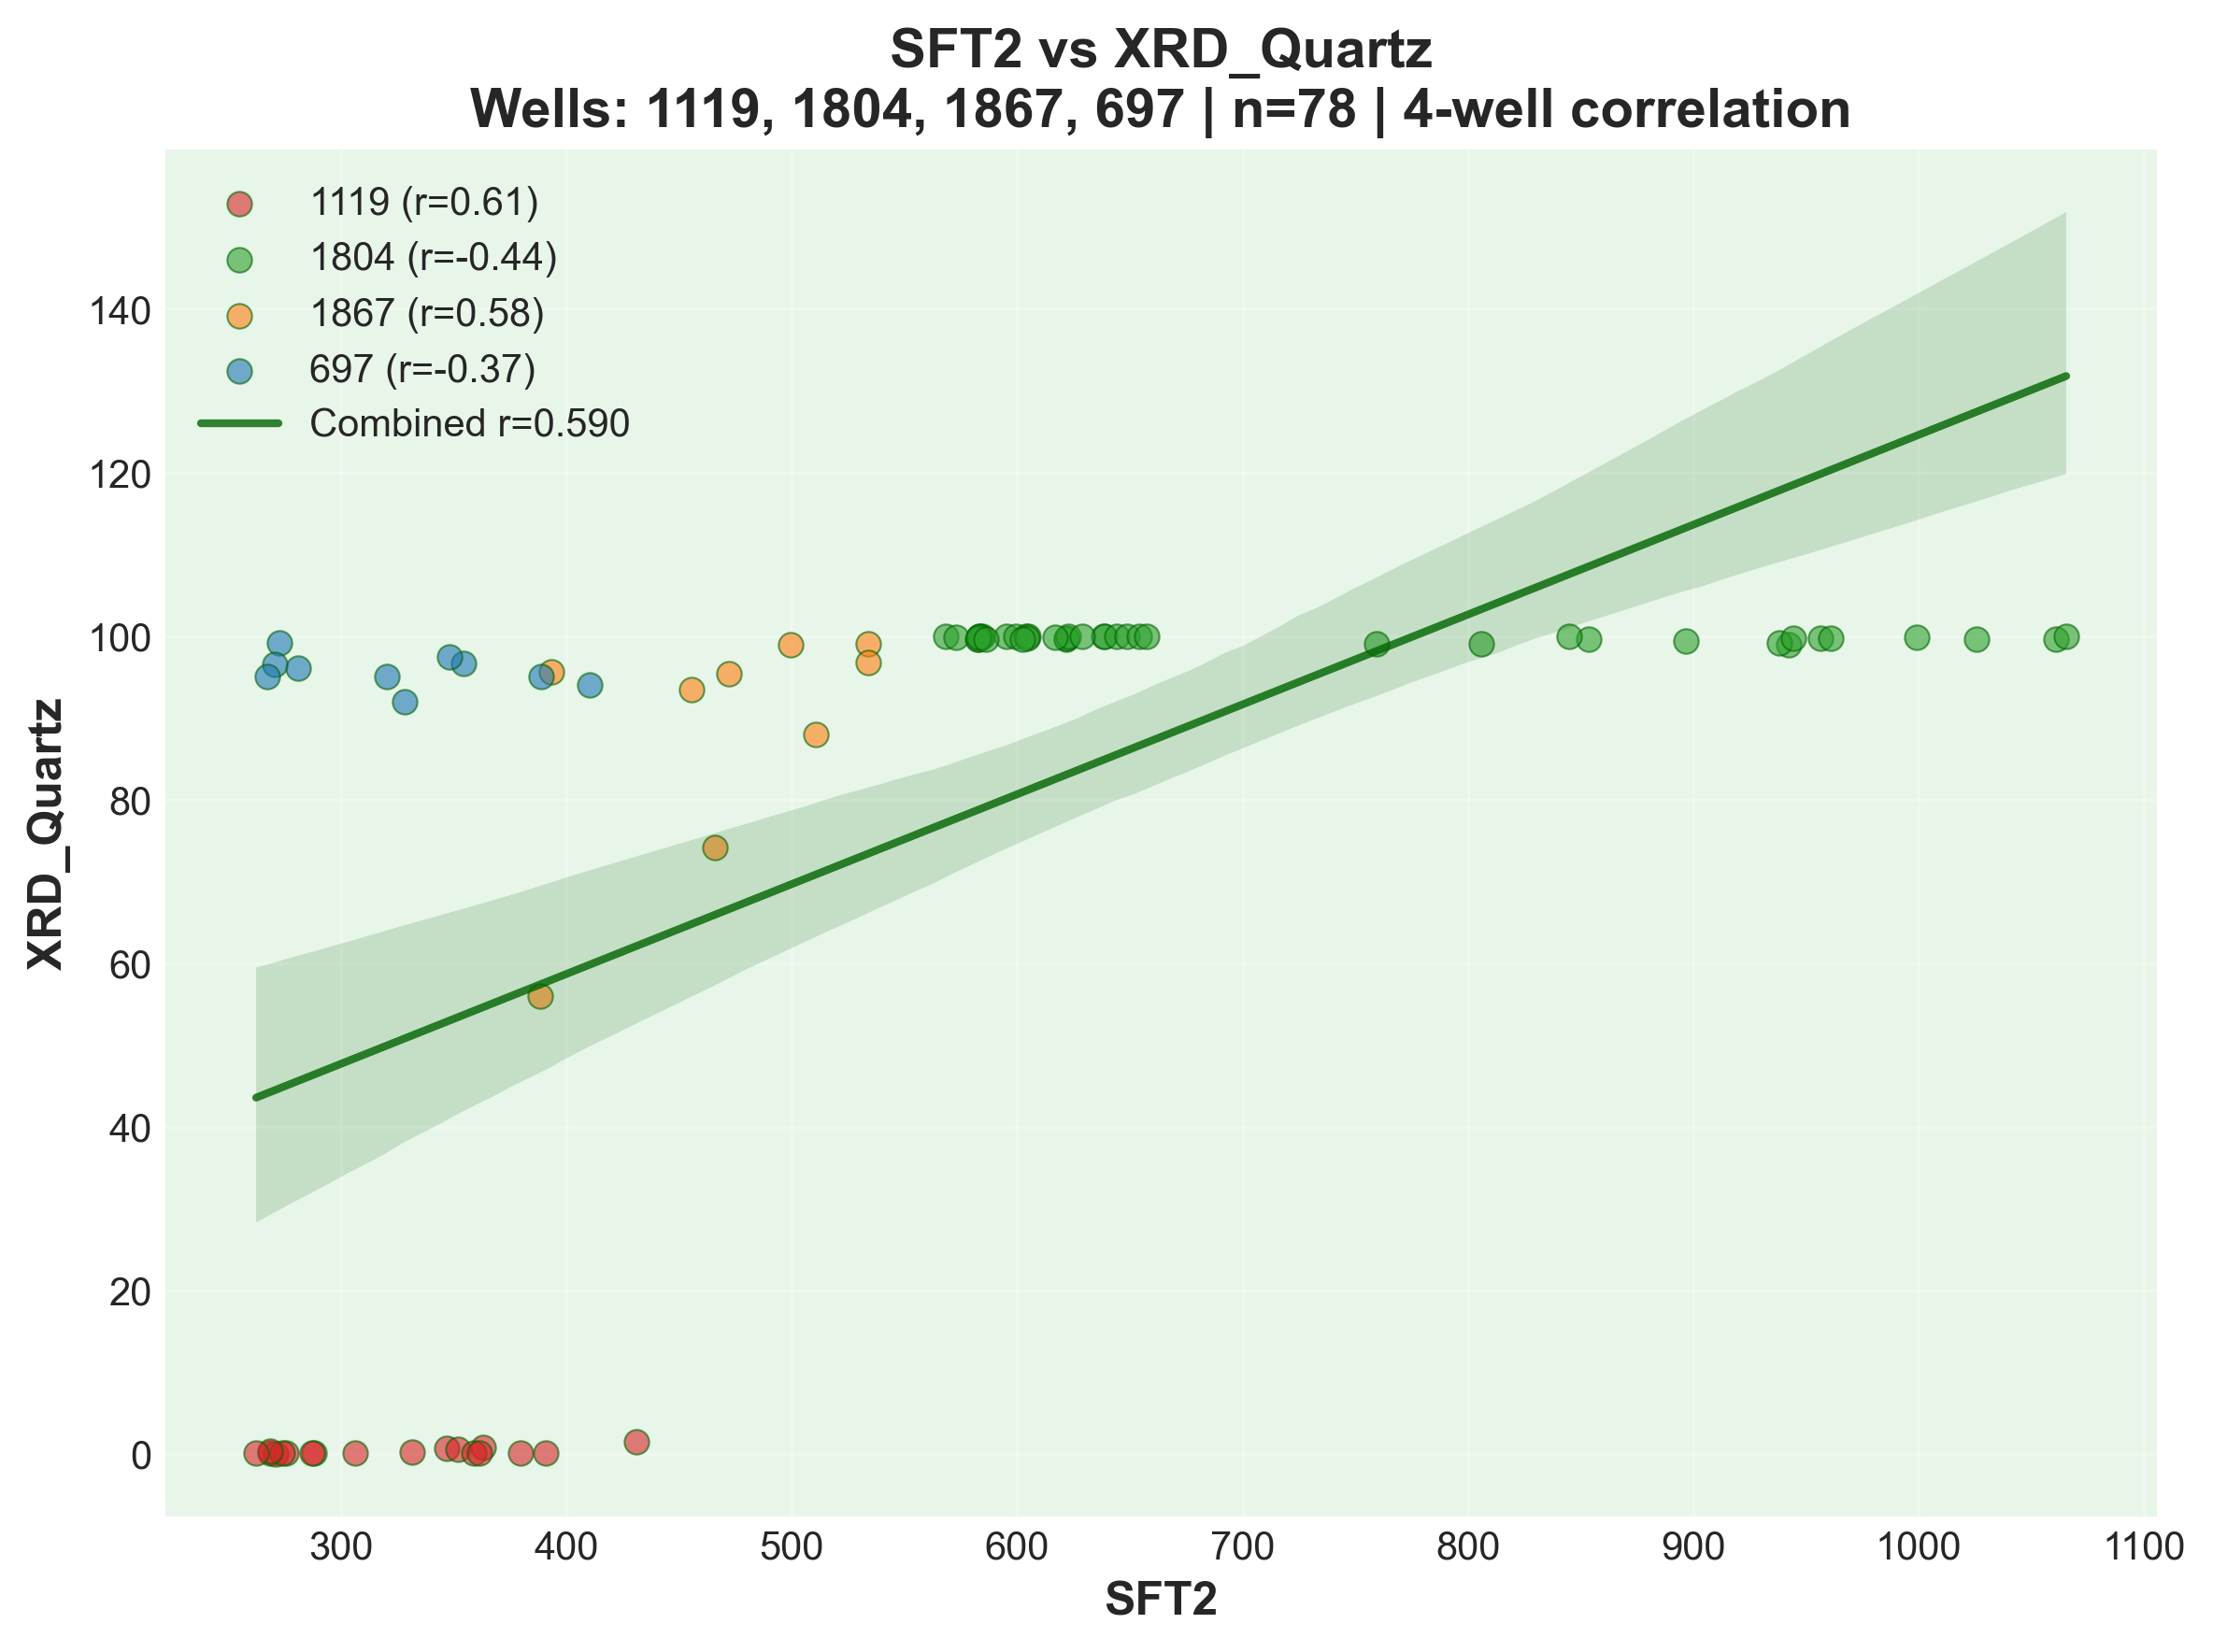 SFT2 vs XRD_Quartz
Wells: 1119, 1804, 1867, 697 | n=78 | 4-well correlation
1119 (r=0.61)
1804 (r=-0.44)
1867 (r=0.58)
697 (r=-0.37)
Combined r=0.590
XRD_Quartz
140
120
100
80
60
40
20
0
300 400 500 600 700 800 900 1000 1100
SFT2